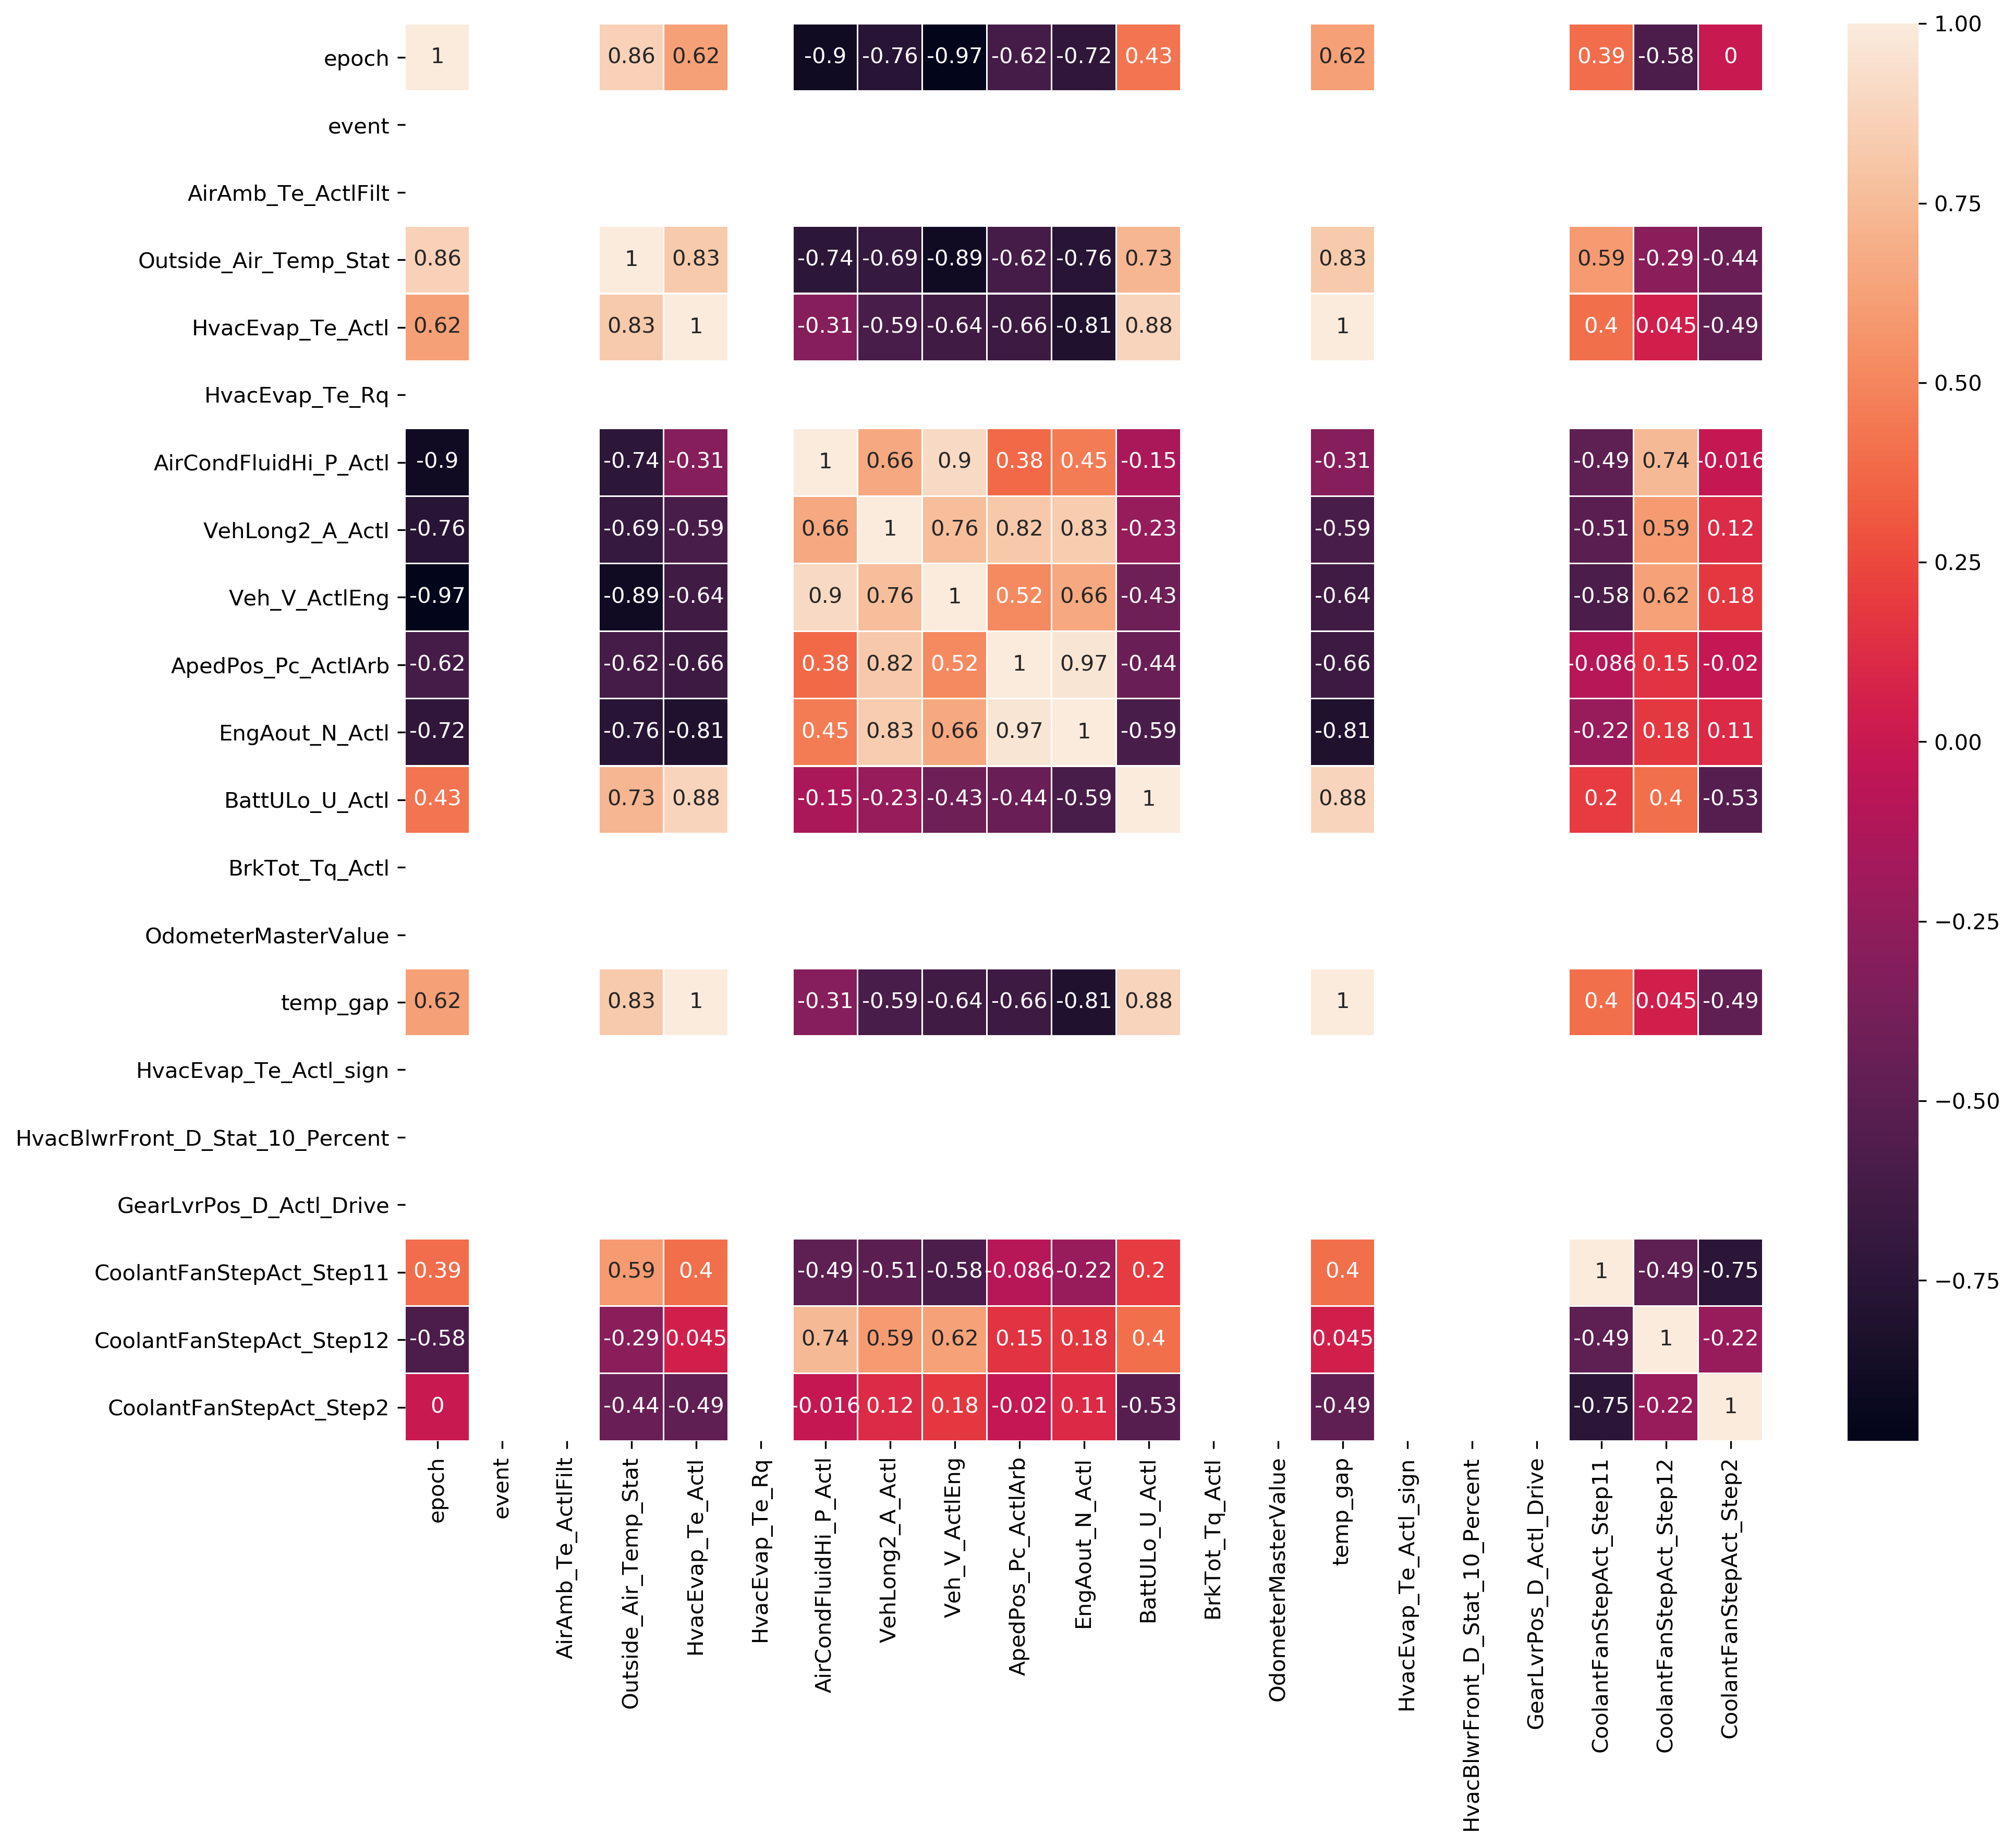 epoch 1 0.86 0.62 -0.9 -0.76 -0.97 -0.62 -0.72 0.43 0.62 0.39 -0.58 0
event
AirAmb_Te_ActlFilt
Outside_Air_Temp_Stat 0.86 1 0.83 -0.74 -0.69 -0.89 -0.62 -0.76 0.73 0.83 0.59 -0.29 -0.44
HvacEvap_Te_Actl 0.62 0.83 1 -0.31 -0.59 -0.64 -0.66 -0.81 0.88 1 0.4 0.045 -0.49
HvacEvap_Te_Rq
AirCondFluidHi_P_Actl -0.9 -0.74 -0.31 1 0.66 0.9 0.38 0.45 -0.15 -0.31 -0.49 0.74 -0.016
VehLong2_A_Actl -0.76 -0.69 -0.59 0.66 1 0.76 0.82 0.83 -0.23 -0.59 -0.51 0.59 0.12
Veh_V_ActlEng -0.97 -0.89 -0.64 0.9 0.76 1 0.52 0.66 -0.43 -0.64 -0.58 0.62 0.18
ApedPos_Pc_ActlArb -0.62 -0.62 -0.66 0.38 0.82 0.52 1 0.97 -0.44 -0.66 -0.086 0.15 -0.02
EngAout_N_Actl -0.72 -0.76 -0.81 0.45 0.83 0.66 0.97 1 -0.59 -0.81 -0.22 0.18 0.11
BattULo_U_Actl 0.43 0.73 0.88 -0.15 -0.23 -0.43 -0.44 -0.59 1 0.88 0.2 0.4 -0.53
BrkTot_Tq_Actl
OdometerMasterValue
temp_gap 0.62 0.83 1 -0.31 -0.59 -0.64 -0.66 -0.81 0.88 1 0.4 0.045 -0.49
HvacEvap_Te_Actl_sign
HvacBlwrFront_D_Stat_10_Percent
GearLvrPos_D_Actl_Drive
CoolantFanStepAct_Step11 0.39 0.59 0.4 -0.49 -0.51 -0.58 -0.086 -0.22 0.2 0.4 1 -0.49 -0.75
CoolantFanStepAct_Step12 -0.58 -0.29 0.045 0.74 0.59 0.62 0.15 0.18 0.4 0.045 -0.49 1 -0.22
CoolantFanStepAct_Step2 0 -0.44 -0.49 -0.016 0.12 0.18 -0.02 0.11 -0.53 -0.49 -0.75 -0.22 1
epoch
event
AirAmb_Te_ActlFilt
Outside_Air_Temp_Stat
HvacEvap_Te_Actl
HvacEvap_Te_Rq
AirCondFluidHi_P_Actl
VehLong2_A_Actl
Veh_V_ActlEng
ApedPos_Pc_ActlArb
EngAout_N_Actl
BattULo_U_Actl
BrkTot_Tq_Actl
OdometerMasterValue
temp_gap
HvacEvap_Te_Actl_sign
HvacBlwrFront_D_Stat_10_Percent
GearLvrPos_D_Actl_Drive
CoolantFanStepAct_Step11
CoolantFanStepAct_Step12
CoolantFanStepAct_Step2
1.00
0.75
0.50
0.25
0.00
−0.25
−0.50
−0.75